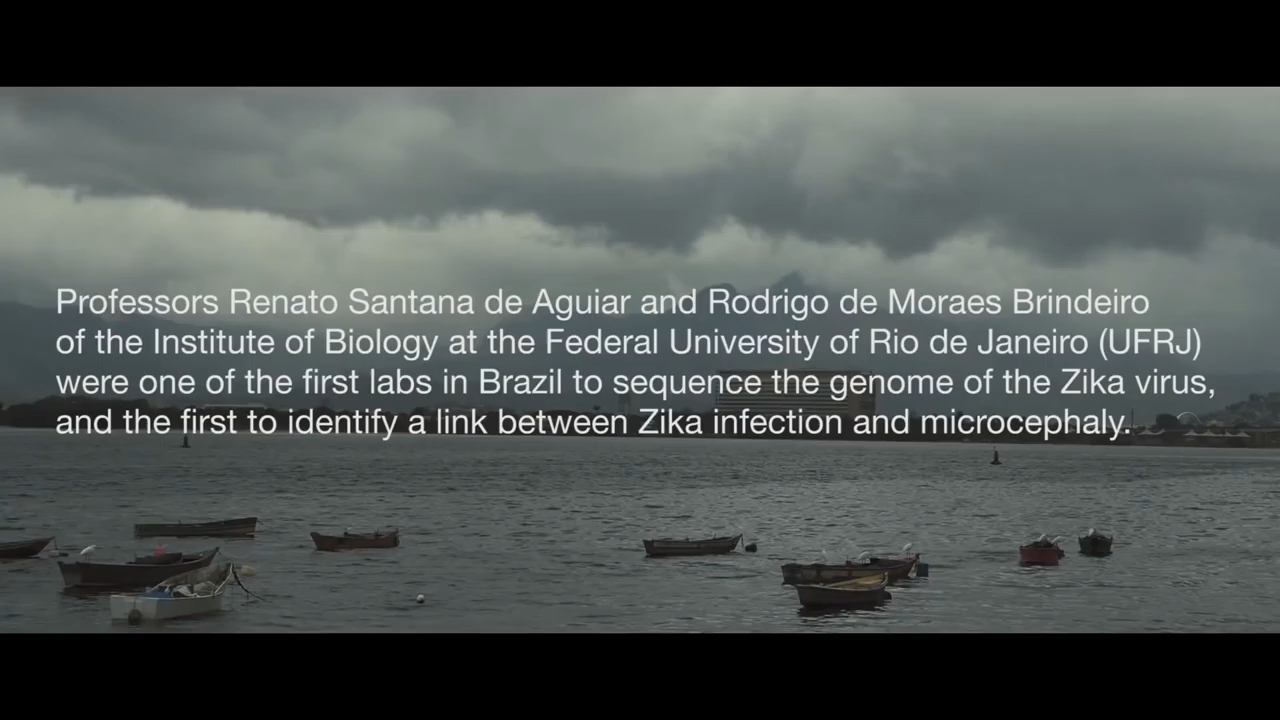 Professors Renato Santana de Aguiar and Rodrigo de Moraes Brindeiro
of the Institute of Biology at the Federal University of Rio de Janeiro (UFRJ)
were one of the first labs in Brazil to sequence the genome of the Zika virus,
and the first to identify a link between Zika infection and microcephaly.